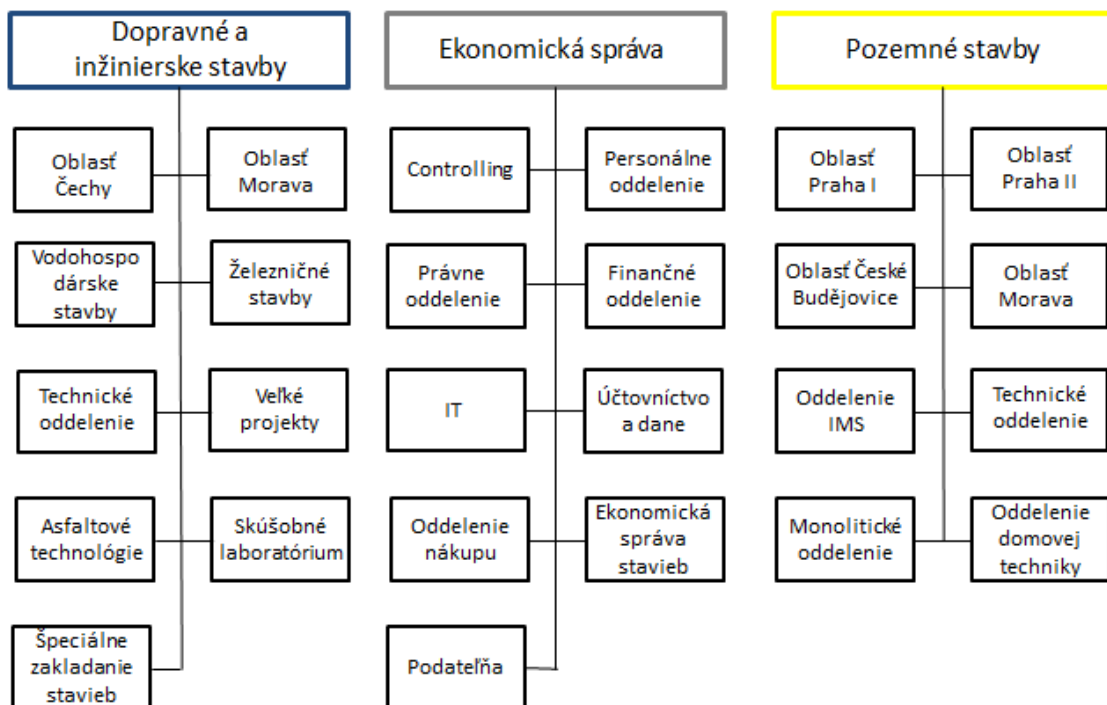 Dopravné a
inžinierske stavby
Ekonomická správa
Pozemné stavby
Oblasť
Čechy
Oblasť
Morava
Controlling
Personálne
oddelenie
Oblasť
Praha I
Oblasť
Praha II
Vodohospo
dárske
stavby
Železničné
stavby
Právne
oddelenie
Finančné
oddelenie
Oblasť České
Budějovice
Oblasť
Morava
Technické
oddelenie
Veľké
projekty
IT
Účtovníctvo
a dane
Oddelenie
IMS
Technické
oddelenie
Asfaltové
technológie
Skúšobné
laboratórium
Oddelenie
nákupu
Ekonomická
správa
stavieb
Monolitické
oddelenie
Oddelenie
domovej
techniky
Špeciálne
zakladanie
stavieb
Podateľňa